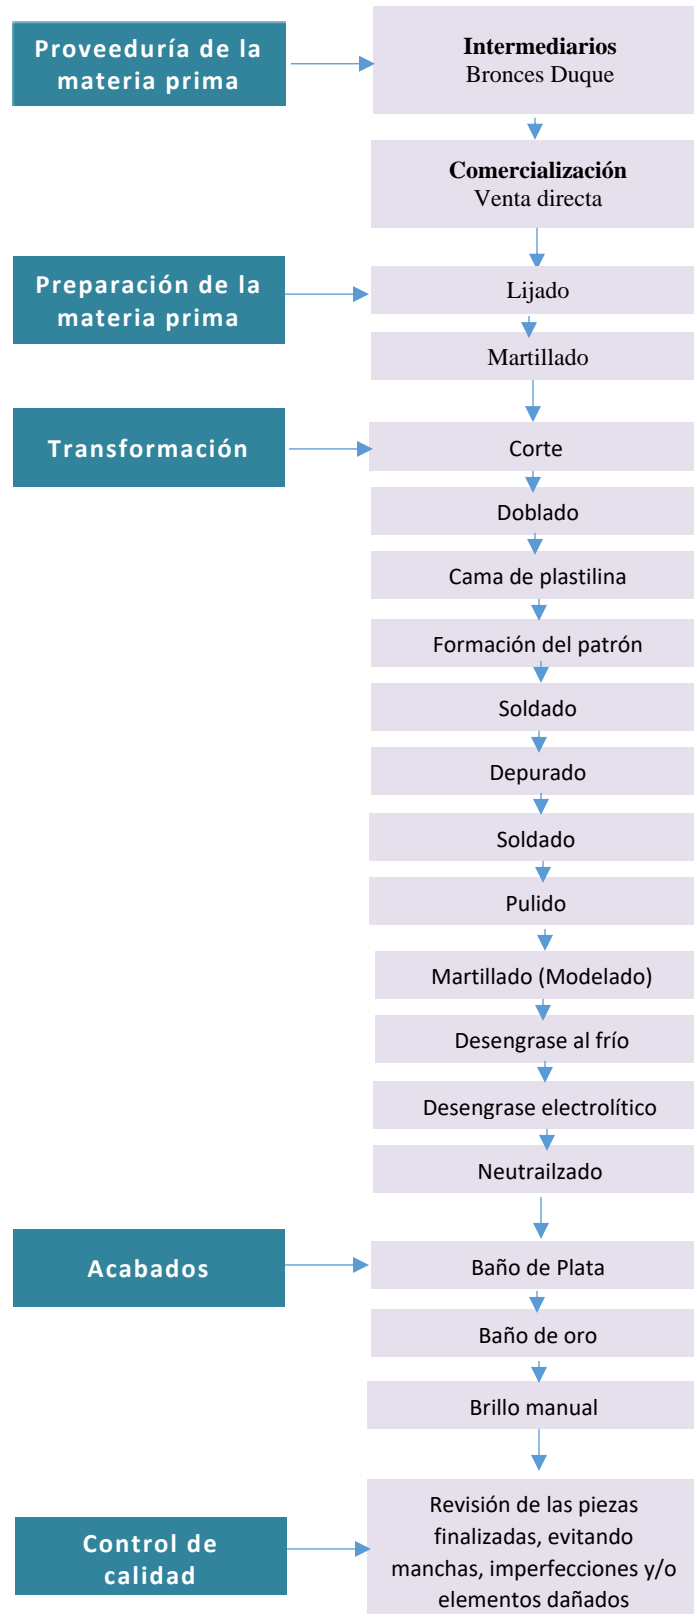 Proveeduría de la
materia prima
Intermediarios
Bronces Duque
Comercialización
Venta directa
Preparación de la
materia prima
Lijado
Martillado
Transformación
Corte
Doblado
Cama de plastilina
Formación del patrón
Soldado
Depurado
Soldado
Pulido
Martillado (Modelado)
Desengrase al frío
Desengrase electrolítico
Neutrailzado
Acabados
Baño de Plata
Baño de oro
Brillo manual
Control de
calidad
Revisión de las piezas
finalizadas, evitando
manchas, imperfecciones y/o
elementos dañados